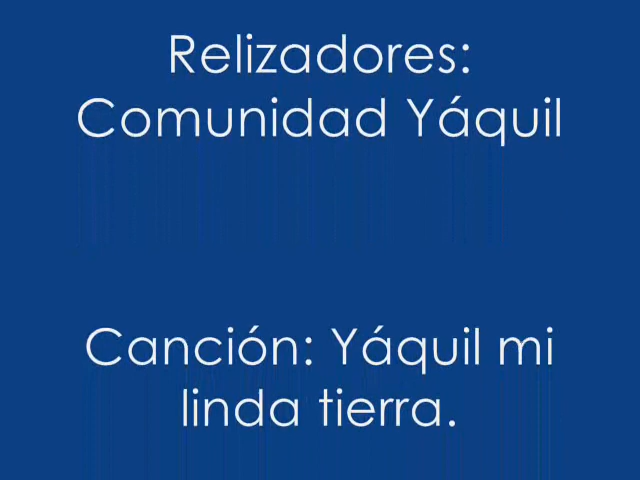 Relizadores:
Comunidad Yáquil
Canción: Yáquil mi
linda tierra.